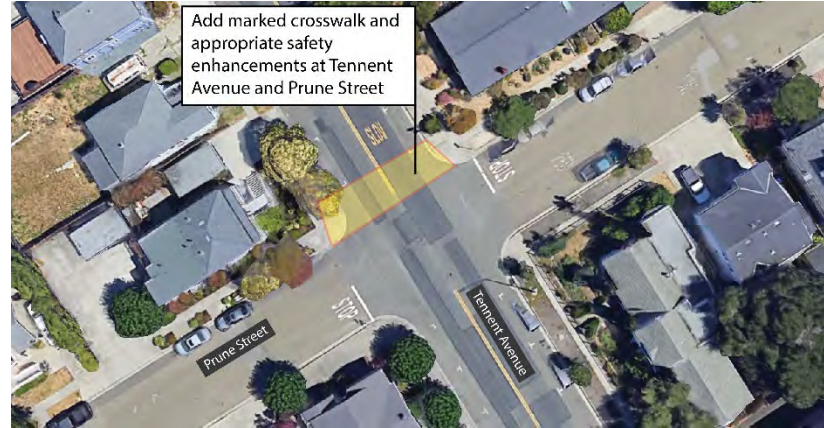 Add marked crosswalk and
appropriate safety
enhancements at Tennent
Avenue and Prune Street
SLOW
STOP
STOP
Tennent Avenue
Prune Street